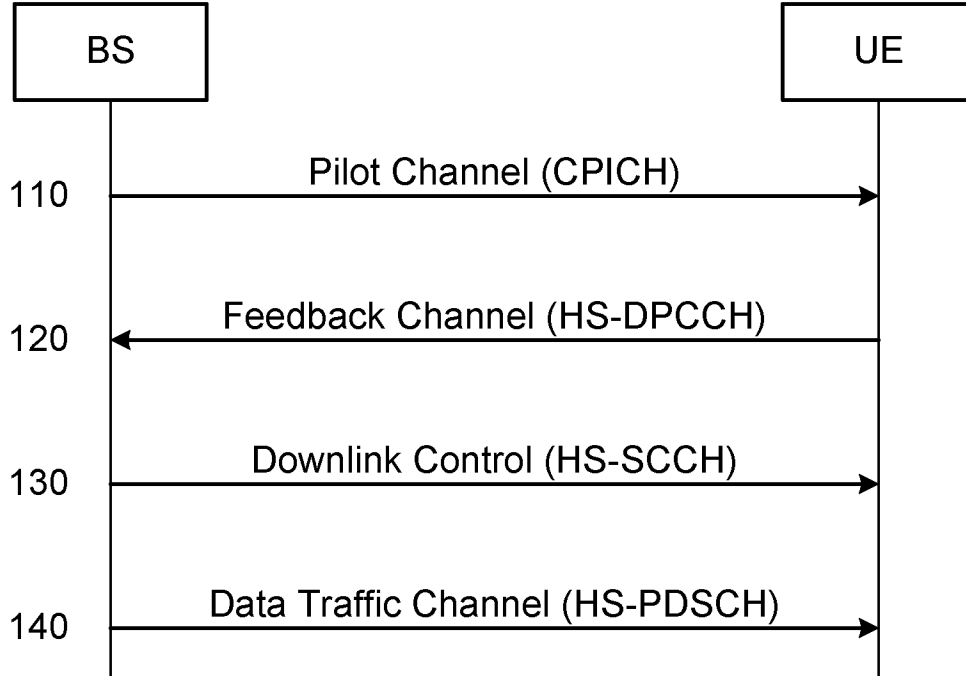 BS
UE
Pilot Channel (CPICH)
110
Feedback Channel (HS-DPCCH)
120
Downlink Control (HS-SCCH)
130
Data Traffic Channel (HS-PDSCH)
140